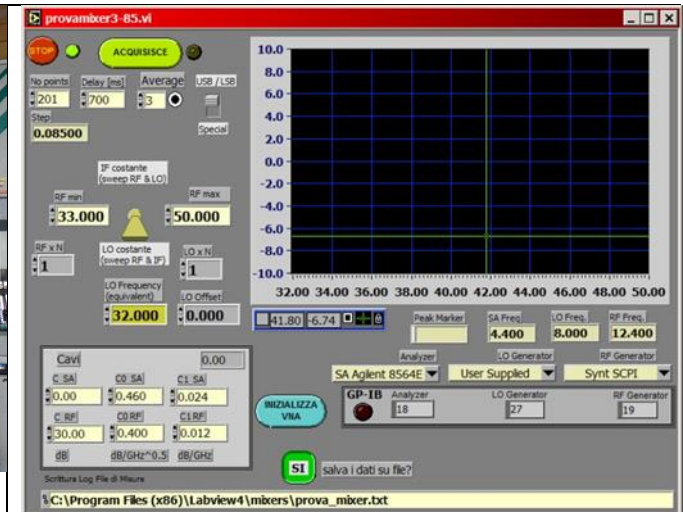 provamixer3-85.vi
STOP
ACQUISISCE
No points
Delay [ms]
Average
USB / LSB
201
700
3
Step
Special
0.08500
IF costante
(sweep RF & LO)
RF min
RF max
33.000
50.000
RF x N
LO costante
(sweep RF & IF)
LO x N
1
1
LO Frequency
(equivalent)
LO Offset
32.000
0.000
10.0
8.0
6.0
4.0
2.0
0.0
-2.0
-4.0
-6.0
-8.0
-10.0
32.00 34.00 36.00 38.00 40.00 42.00 44.00 46.00 48.00 50.00
41.80 -6.74
Peak Marker
SA Freq.
LO Freq.
RF Freq.
4.400
8.000
12.400
Analyzer
LO Generator
RF Generator
SA Agilent 8564E
User Supplied
Synt SCPI
GP-IB
Analyzer
LO Generator
RF Generator
18
27
19
INIZIALIZZA
VNA
Cavi
0.00
C SA
C0 SA
C1 SA
0.00
0.460
0.024
C RF
C0 RF
C1 RF
30.00
0.400
0.012
dB
dB/GHz^0.5
dB/GHz
SI
salva i dati su file?
Scrittura Log File di Misure
C:\Program Files (x86)\Labview4\mixers\prova_mixer.txt